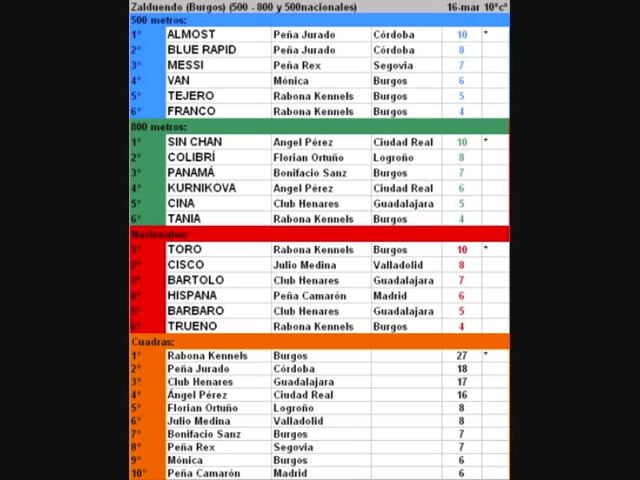 Zalduendo (Burgos) (500 - 800 y 500nacionales) 16-mar 10ºcº
500 metros:
1° ALMOST Peña Jurado Córdoba 10 *
2° BLUE RAPID Peña Jurado Córdoba 8
3° MESSI Peña Rex Segovia 7
4° VAN Mónica Burgos 6
5° TEJERO Rabona Kennels Burgos 5
6° FRANCO Rabona Kennels Burgos 4
800 metros:
1° SIN CHAN Angel Pérez Ciudad Real 10 *
2° COLIBRÍ Florian Ortuño Logroño 8
3° PANAMÁ Bonifacio Sanz Burgos 7
4° KURNIKOVA Angel Pérez Ciudad Real 6
5° CINA Club Henares Guadalajara 5
6° TANIA Rabona Kennels Burgos 4
Nacionales:
1° TORO Rabona Kennels Burgos 10 *
2° CISCO Julio Medina Valladolid 8
3° BARTOLO Club Henares Guadalajara 7
4° HISPANA Peña Camarón Madrid 6
5° BARBARO Club Henares Guadalajara 5
6° TRUENO Rabona Kennels Burgos 4
Cuadras:
1° Rabona Kennels Burgos 27 *
2° Peña Jurado Córdoba 18
3° Club Henares Guadalajara 17
4° Ángel Pérez Ciudad Real 16
5° Florian Ortuño Logroño 8
6° Julio Medina Valladolid 8
7° Bonifacio Sanz Burgos 7
8° Peña Rex Segovia 7
9° Mónica Burgos 6
10° Peña Camarón Madrid 6